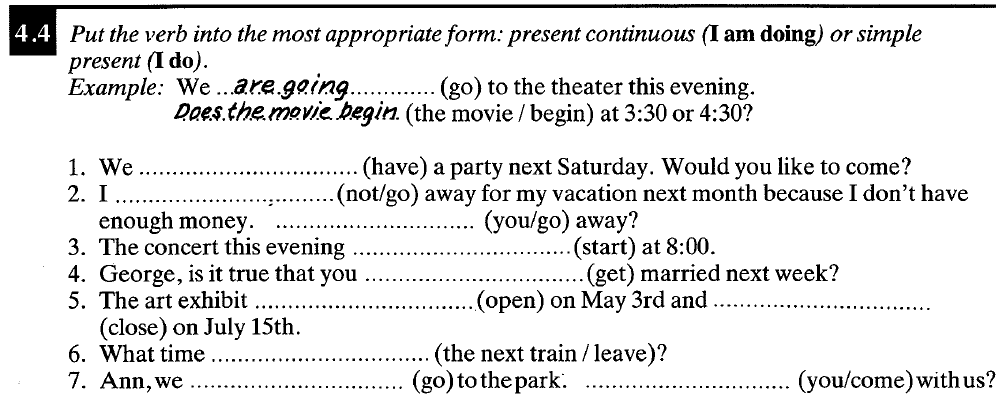 4.4 Put the verb into the most appropriate form: present continuous (I am doing) or simple
present (I do).
Example: We ...are going............. (go) to the theater this evening.
Does the movie begin. (the movie / begin) at 3:30 or 4:30?
1. We ................................. (have) a party next Saturday. Would you like to come?
2. I .................................(not/go) away for my vacation next month because I don't have
enough money. .............................. (you/go) away?
3. The concert this evening .................................(start) at 8:00.
4. George, is it true that you .................................(get) married next week?
5. The art exhibit .................................(open) on May 3rd and .................................
(close) on July 15th.
6. What time ................................. (the next train / leave)?
7. Ann, we ................................ (go) to the park. ............................... (you/come) with us?